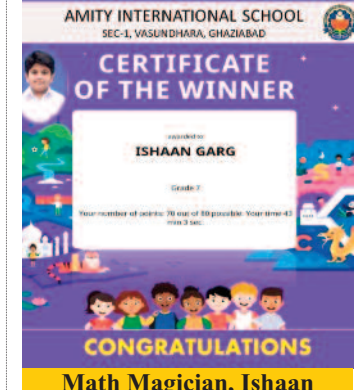 AMITY INTERNATIONAL SCHOOL
SEC-1, VASUNDHARA, GHAZIABAD
CERTIFICATE
OF THE WINNER
awarded to:
ISHAAN GARG
Grade 7
Your number of points: 70 out of 80 possible. Your time-43
min 3 sec.
CONGRATULATIONS
Math Magician, Ishaan